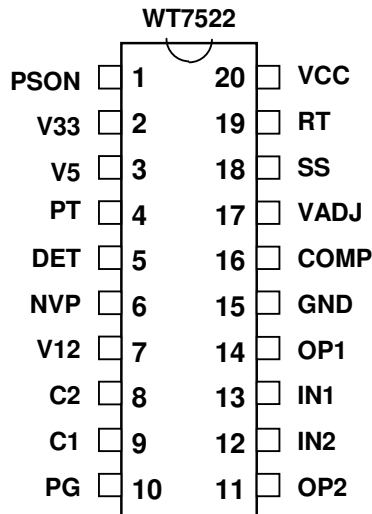 WT7522
PSON 1 20 VCC
V33 2 19 RT
V5 3 18 SS
PT 4 17 VADJ
DET 5 16 COMP
NVP 6 15 GND
V12 7 14 OP1
C2 8 13 IN1
C1 9 12 IN2
PG 10 11 OP2